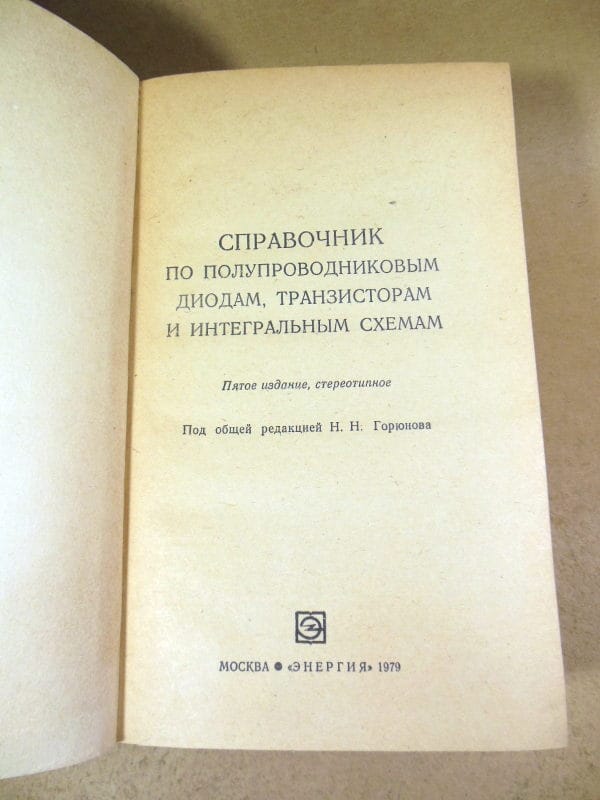 СПРАВОЧНИК
ПО ПОЛУПРОВОДНИКОВЫМ
ДИОДАМ, ТРАНЗИСТОРАМ
И ИНТЕГРАЛЬНЫМ СХЕМАМ
Пятое издание, стереотипное
Под общей редакцией Н. Н. Горюнова
МОСКВА ● «ЭНЕРГИЯ» 1979